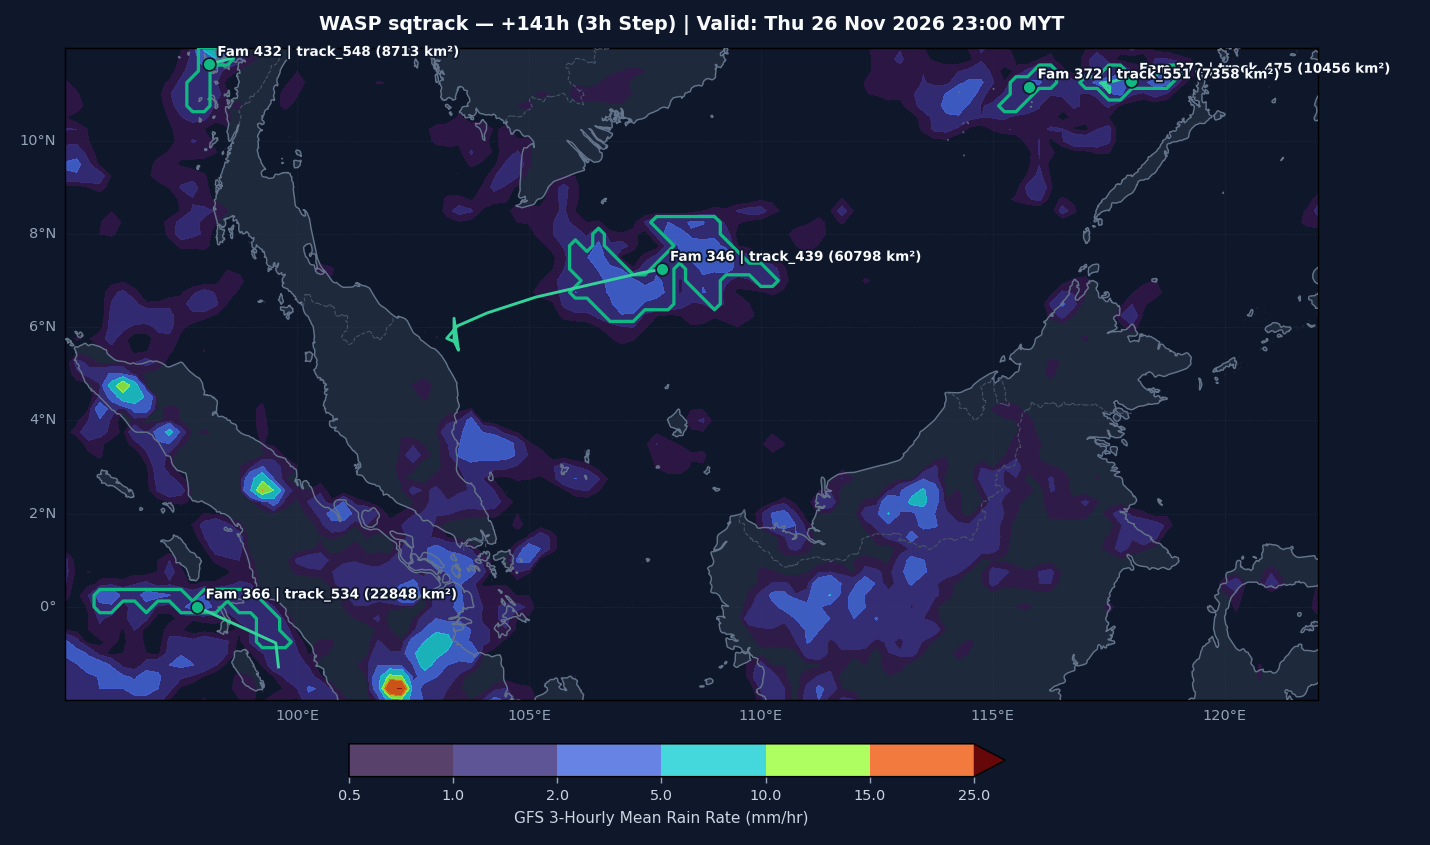 WASP sqtrack — +141h (3h Step) | Valid: Thu 26 Nov 2026 23:00 MYT
Fam 432 | track_548 (8713 km²)
Fam 372 | track_475 (10456 km²)
Fam 372 | track_551 (7358 km²)
10°N
8°N
Fam 346 | track_439 (60798 km²)
6°N
4°N
2°N
Fam 366 | track_534 (22848 km²)
0°
100°E
105°E
110°E
115°E
120°E
0.5
1.0
2.0
5.0
10.0
15.0
25.0
GFS 3-Hourly Mean Rain Rate (mm/hr)